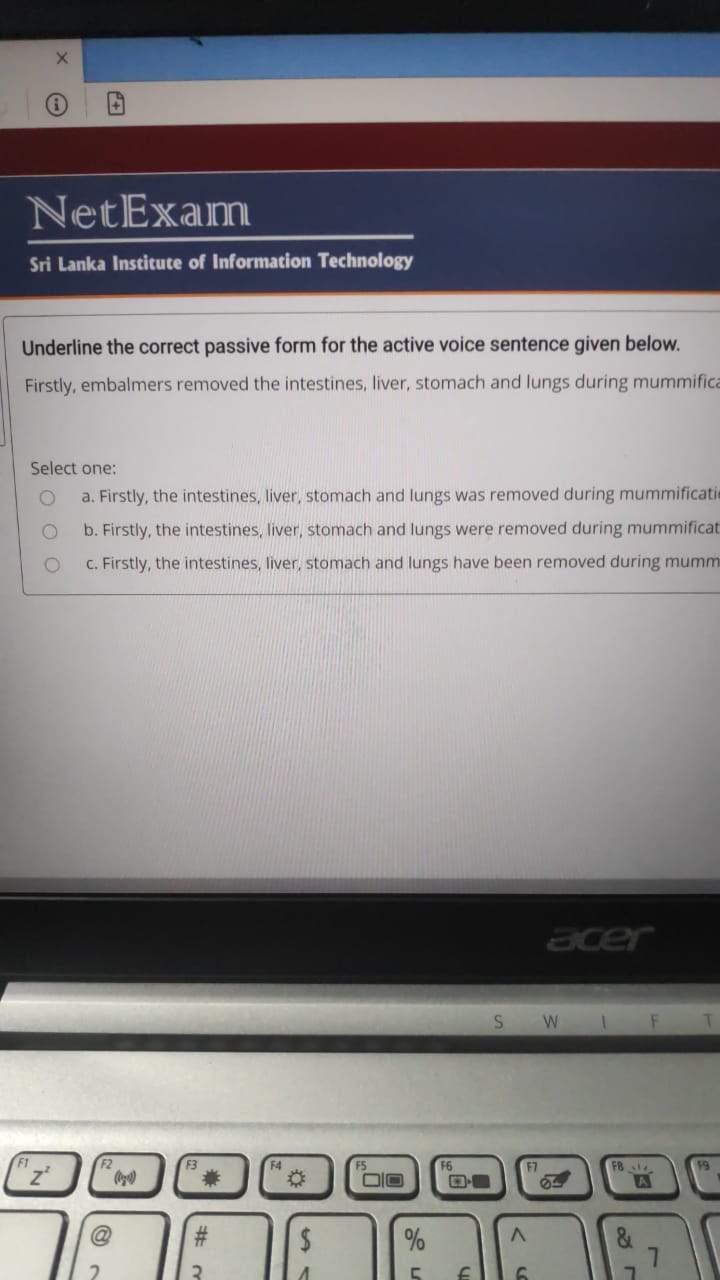 NetExam
Sri Lanka Institute of Information Technology
Underline the correct passive form for the active voice sentence given below.
Firstly, embalmers removed the intestines, liver, stomach and lungs during mummifica
Select one:
a. Firstly, the intestines, liver, stomach and lungs was removed during mummificati
b. Firstly, the intestines, liver, stomach and lungs were removed during mummificat
c. Firstly, the intestines, liver, stomach and lungs have been removed during mumm
acer
S W I F T
F1 F2 F3 F4 F5 F6 F7 F8 F9
Zz A
@ # $ % ^ & 7
2 3 4 5 € 6 7